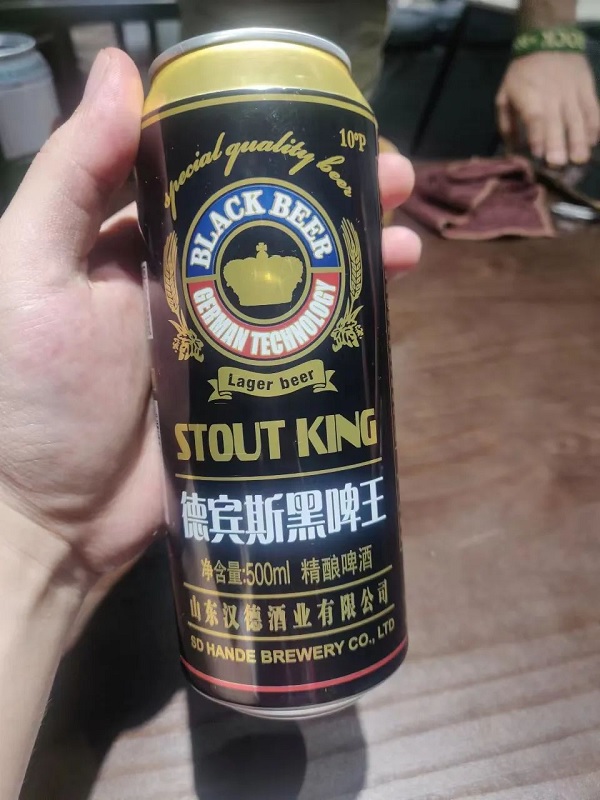 special quality beer
10°P
BLACK BEER
GERMAN TECHNOLOGY
Lager beer
STOUT KING
德宾斯黑啤王
净含量:500ml 精酿啤酒
山东汉德酒业有限公司
SD HANDE BREWERY CO., LTD